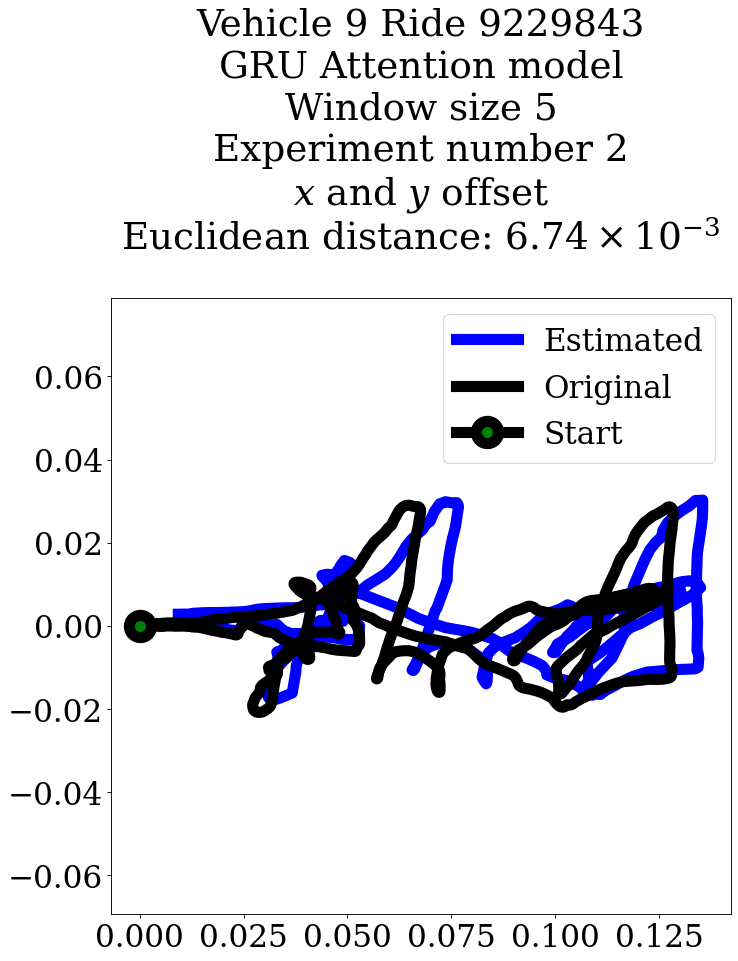 Vehicle 9 Ride 9229843
GRU Attention model
Window size 5
Experiment number 2
x and y offset
Euclidean distance: 6.74 × 10⁻³
Estimated
Original
Start
0.06
0.04
0.02
0.00
−0.02
−0.04
−0.06
0.000 0.025 0.050 0.075 0.100 0.125